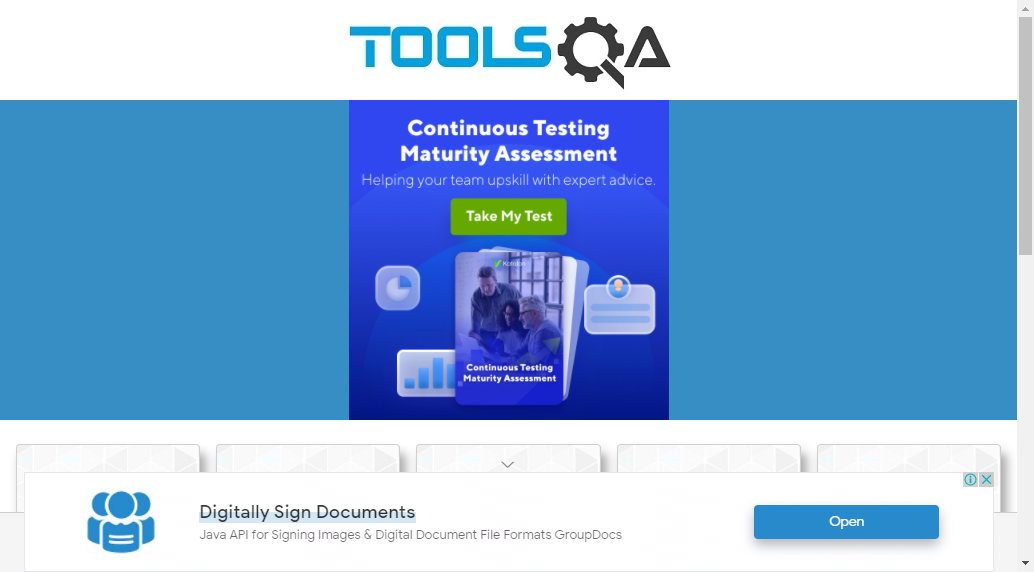 TOOLSQA
Continuous Testing
Maturity Assessment
Helping your team upskill with expert advice.
Take My Test
Katalon
Continuous Testing
Maturity Assessment
Digitally Sign Documents
Java API for Signing Images & Digital Document File Formats GroupDocs
Open